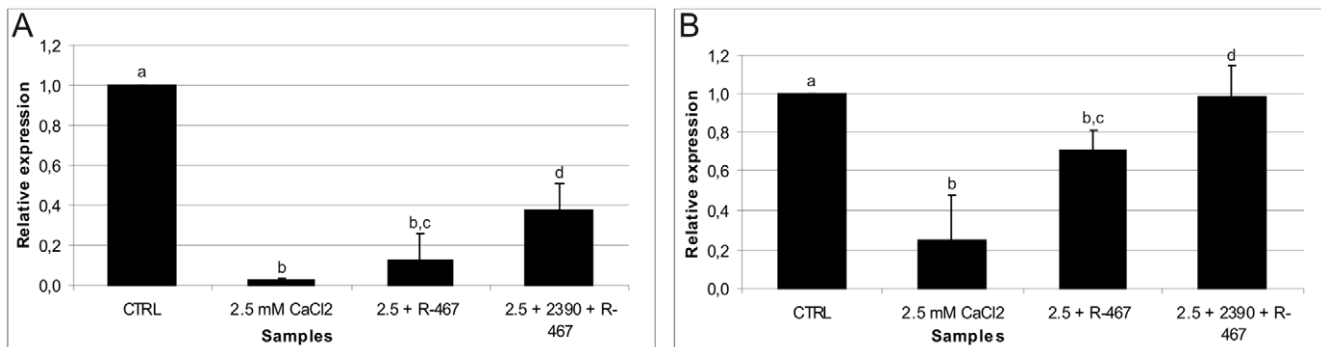 A
1,2
1,0
0,8
0,6
0,4
0,2
0,0
Relative expression
a
b
b,c
d
CTRL
2.5 mM CaCl2
2.5 + R-467
2.5 + 2390 + R-
467
Samples
B
1,2
1,0
0,8
0,6
0,4
0,2
0,0
Relative expression
a
b
b,c
d
CTRL
2.5 mM CaCl2
2.5 + R-467
2.5 + 2390 + R-
467
Samples